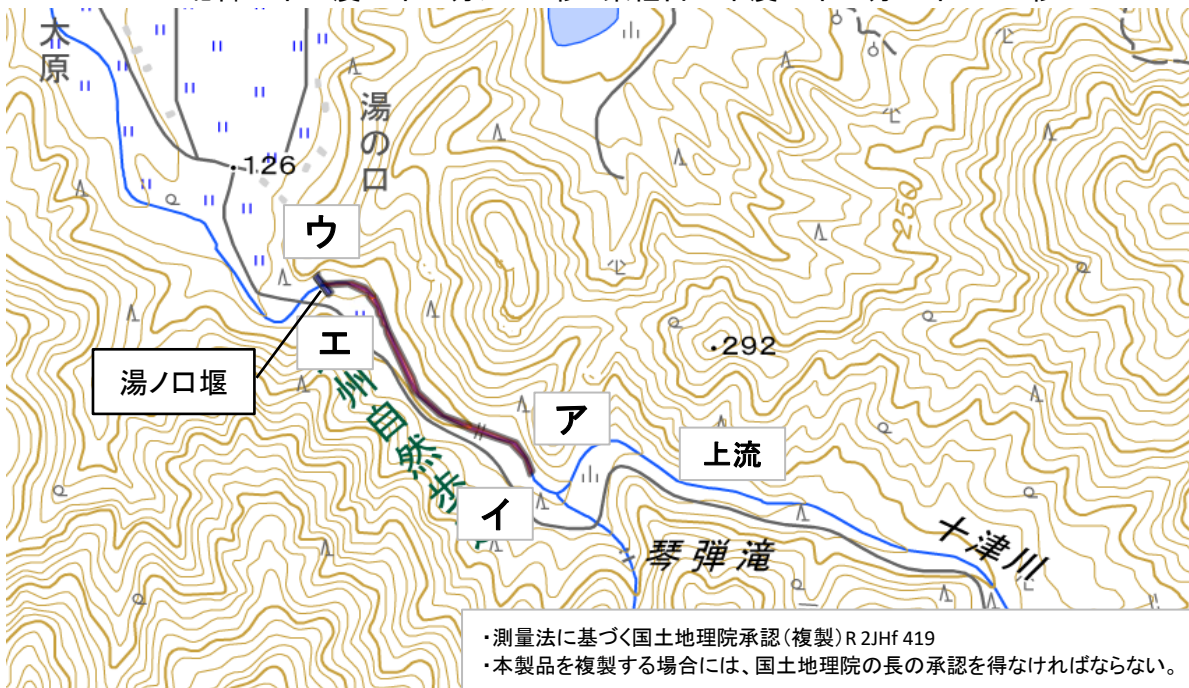 木原
湯の口
126
250
ウ
エ
湯ノ口堰
292
ア
上流
州自然歩
イ
十津川
琴弾滝
・測量法に基づく国土地理院承認(複製)R 2JHf 419
・本製品を複製する場合には、国土地理院の長の承認を得なければならない。